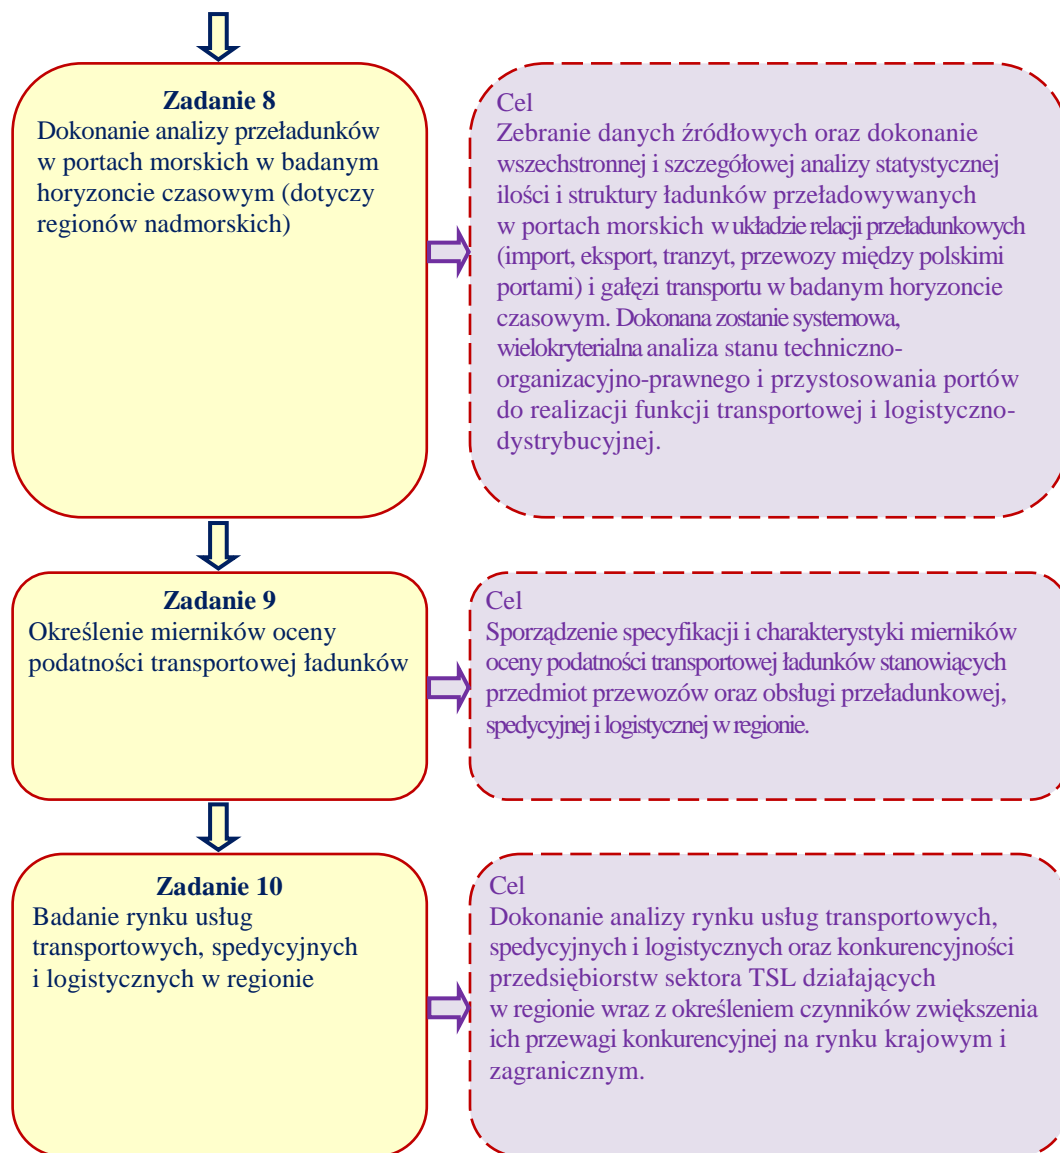 Zadanie 8
Dokonanie analizy przeładunków
w portach morskich w badanym
horyzoncie czasowym (dotyczy
regionów nadmorskich)
Cel
Zebranie danych źródłowych oraz dokonanie
wszechstronnej i szczegółowej analizy statystycznej
ilości i struktury ładunków przeładowywanych
w portach morskich w układzie relacji przeładunkowych
(import, eksport, tranzyt, przewozy między polskimi
portami) i gałęzi transportu w badanym horyzoncie
czasowym. Dokonana zostanie systemowa,
wielokryterialna analiza stanu techniczno-
organizacyjno-prawnego i przystosowania portów
do realizacji funkcji transportowej i logistyczno-
dystrybucyjnej.
Zadanie 9
Określenie mierników oceny
podatności transportowej ładunków
Cel
Sporządzenie specyfikacji i charakterystyki mierników
oceny podatności transportowej ładunków stanowiących
przedmiot przewozów oraz obsługi przeładunkowej,
spedycyjnej i logistycznej w regionie.
Zadanie 10
Badanie rynku usług
transportowych, spedycyjnych
i logistycznych w regionie
Cel
Dokonanie analizy rynku usług transportowych,
spedycyjnych i logistycznych oraz konkurencyjności
przedsiębiorstw sektora TSL działających
w regionie wraz z określeniem czynników zwiększenia
ich przewagi konkurencyjnej na rynku krajowym i
zagranicznym.